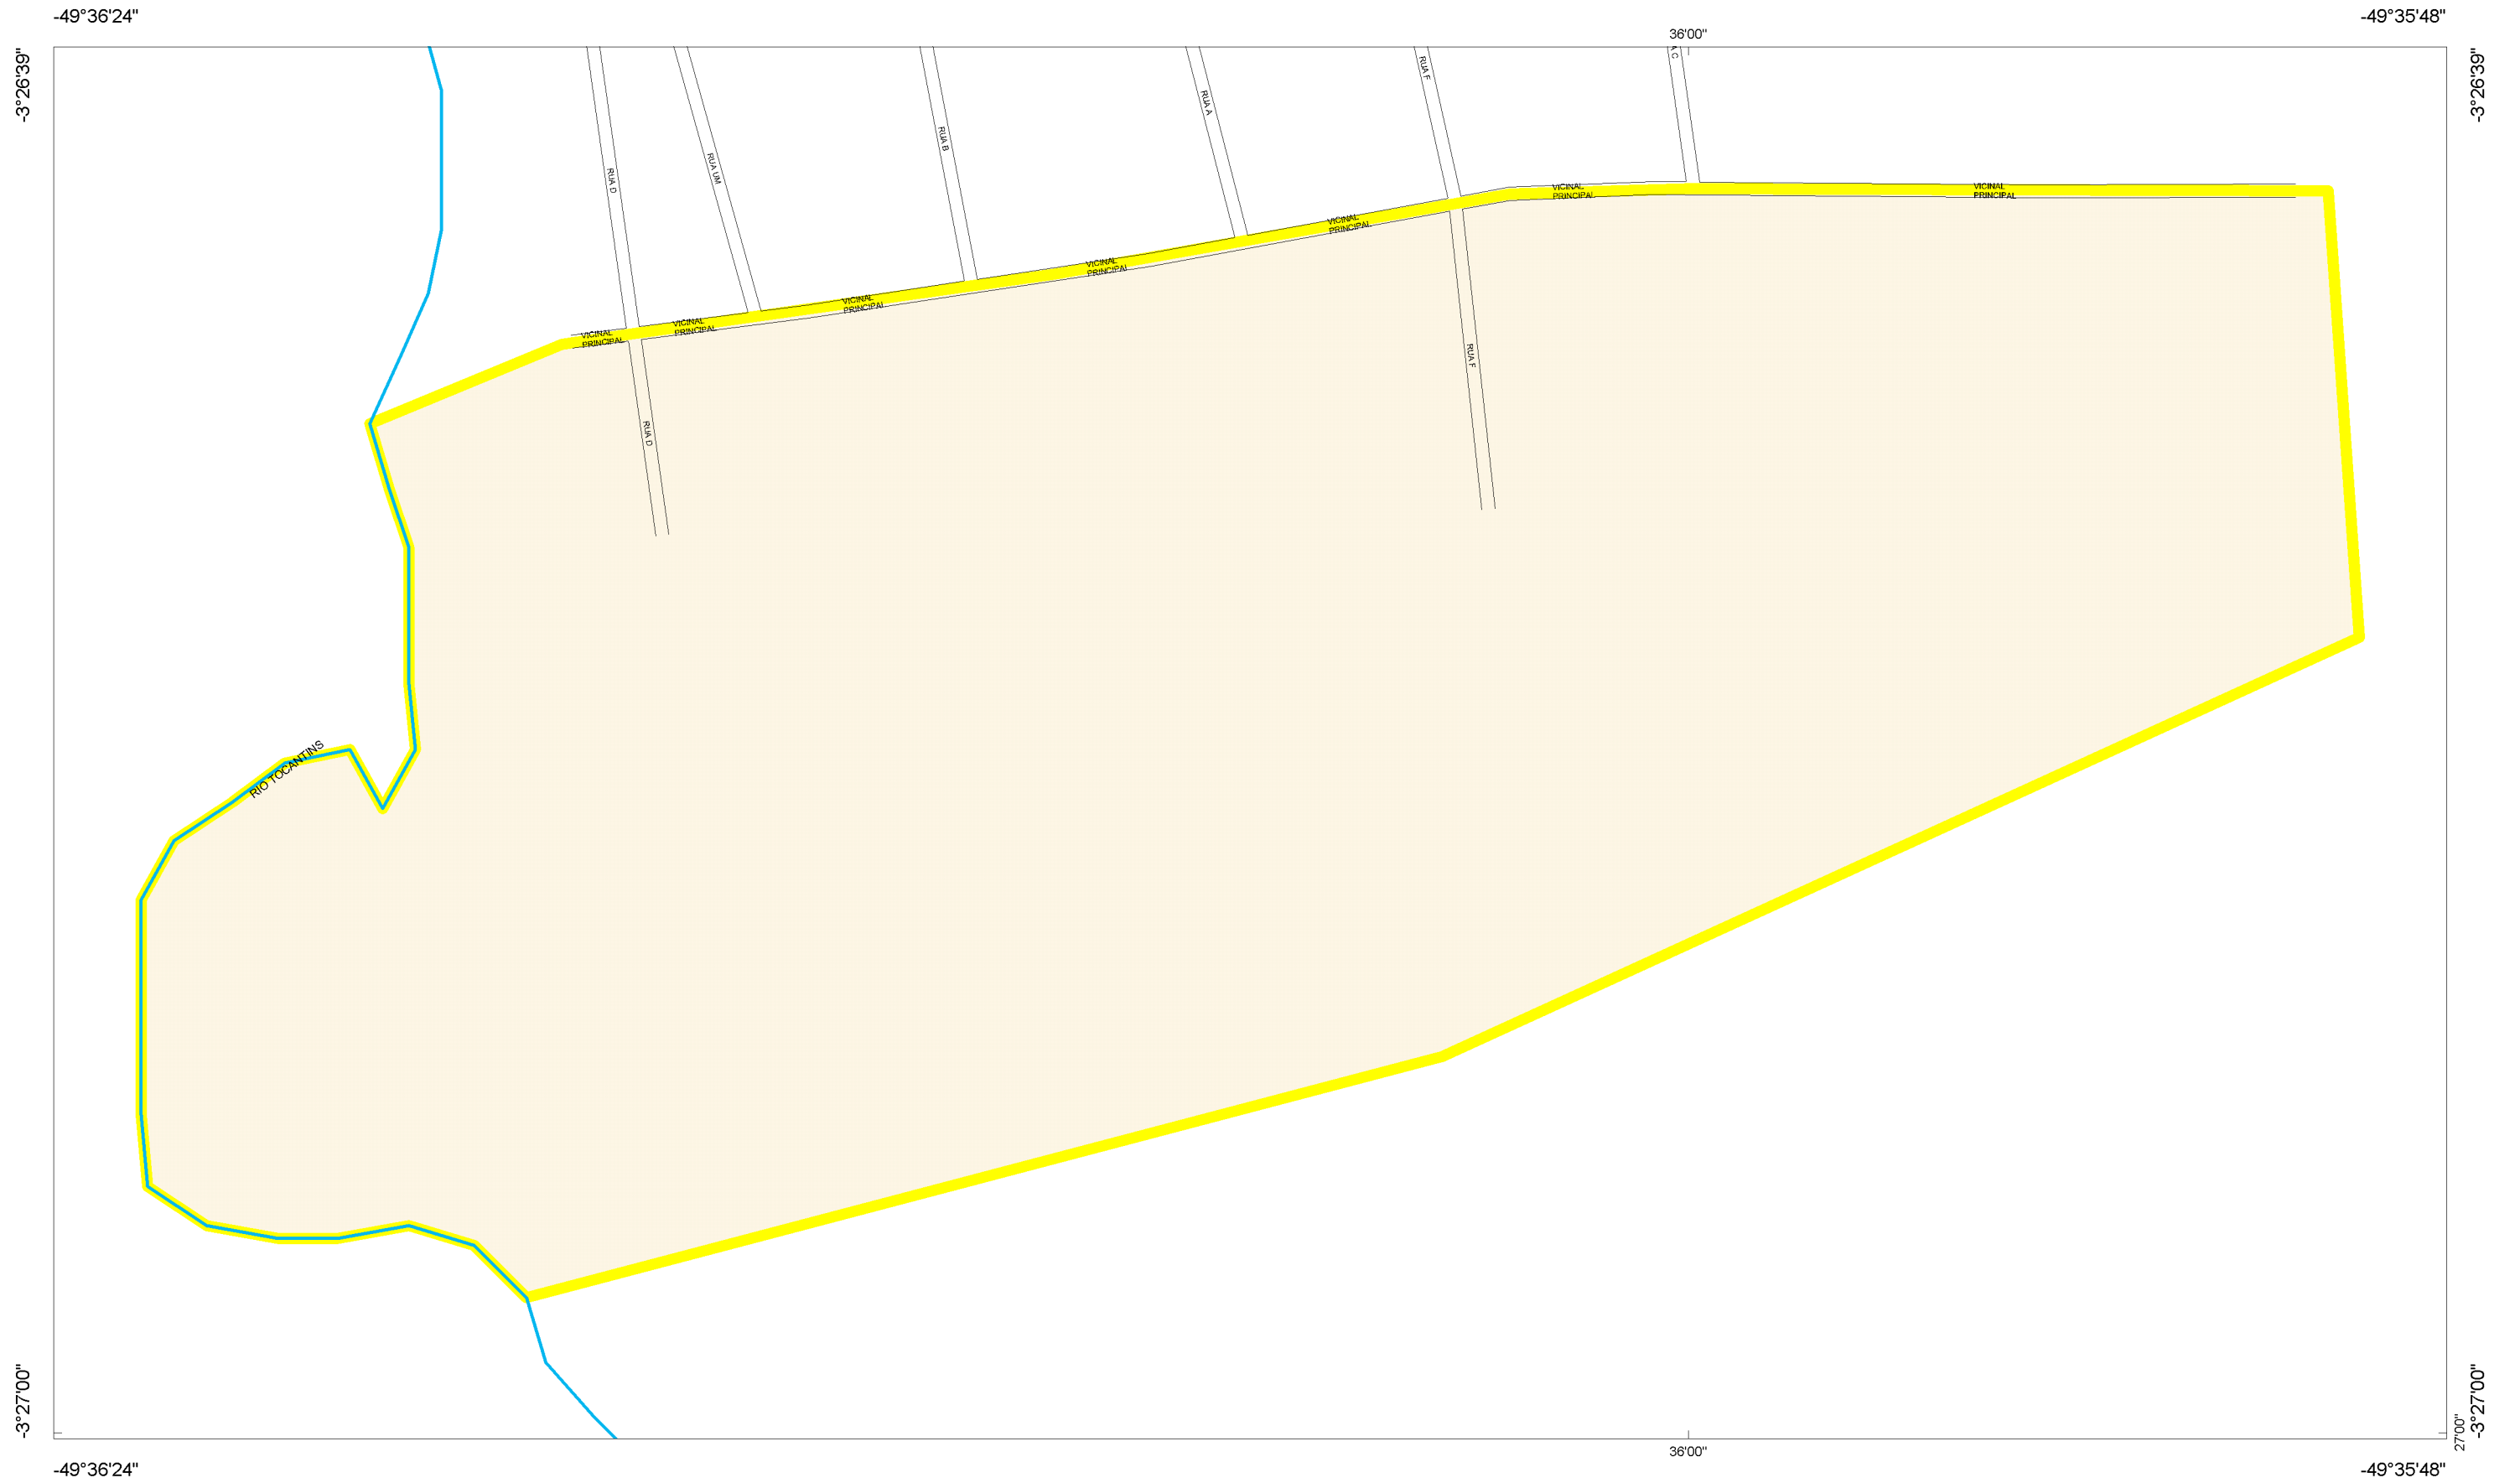 -49°36'24"
-49°35'48"
36'00"
-3°26'39"
-3°26'39"
RUA F
A C
RUA A
RUA B
RUA UM
RUA D
VICINAL
PRINCIPAL
VICINAL
PRINCIPAL
VICINAL
PRINCIPAL
VICINAL
PRINCIPAL
VICINAL
PRINCIPAL
VICINAL
PRINCIPAL
VICINAL
PRINCIPAL
RUA F
RUA D
RIO TOCANTINS
-3°27'00"
-3°27'00"
27'00"
36'00"
-49°36'24"
-49°35'48"